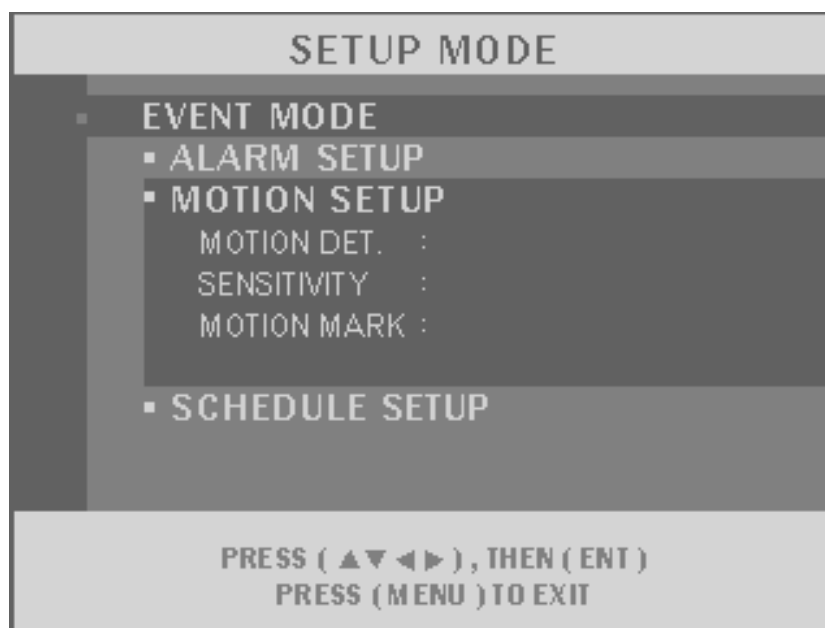 SETUP MODE
EVENT MODE
▪ ALARM SETUP
▪ MOTION SETUP
MOTION DET. :
SENSITIVITY :
MOTION MARK :
▪ SCHEDULE SETUP
PRESS ( ▲▼ ◀ ▶ ) , THEN ( ENT )
PRESS ( MENU ) TO EXIT